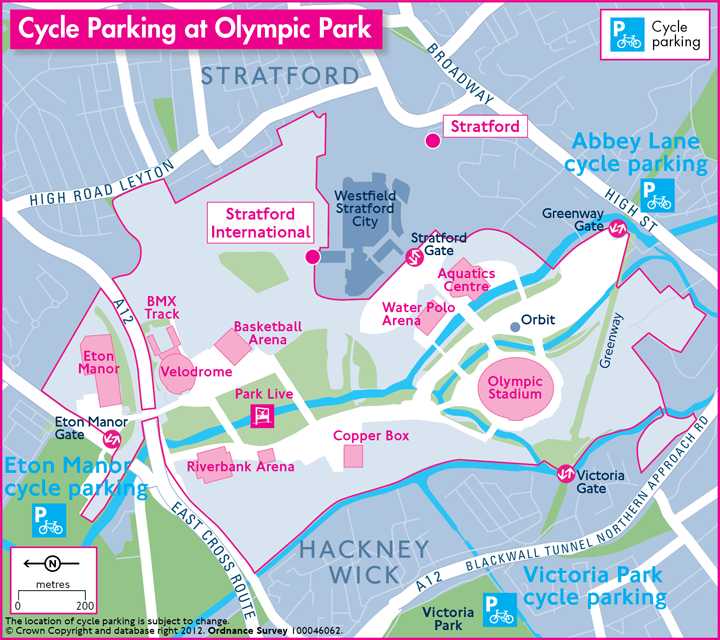 Cycle Parking at Olympic Park
P
Cycle
parking
STRATFORD
BROADWAY
Stratford
Abbey Lane
cycle parking
P
HIGH ROAD LEYTON
HIGH ST
Westfield
Stratford
City
Greenway
Gate
Stratford
International
Stratford
Gate
Aquatics
Centre
A12
BMX
Track
Water Polo
Arena
Orbit
Basketball
Arena
Greenway
Eton
Manor
Velodrome
Olympic
Stadium
Park Live
Eton Manor
Gate
Copper Box
Riverbank Arena
Eton Manor
cycle parking
P
Victoria
Gate
EAST CROSS ROUTE
HACKNEY
WICK
A12
BLACKWALL TUNNEL NORTHERN APPROACH RD
Victoria Park
cycle parking
P
Victoria
Park
N
metres
0 200
The location of cycle parking is subject to change.
© Crown Copyright and database right 2012. Ordnance Survey 100046062.